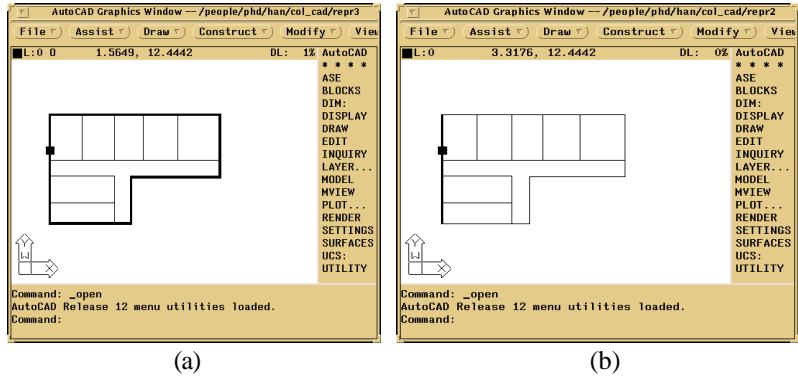 AutoCAD Graphics Window -- /people/phd/han/col_cad/repr3
File Assist Draw Construct Modify View
L:0 O 1.5649, 12.4442 DL: 1% AutoCAD
* * * *
ASE
BLOCKS
DIM:
DISPLAY
DRAW
EDIT
INQUIRY
LAYER...
MODEL
MVIEW
PLOT...
RENDER
SETTINGS
SURFACES
UCS:
UTILITY
Y
W
X
Command: _open
AutoCAD Release 12 menu utilities loaded.
Command:
(a)
AutoCAD Graphics Window -- /people/phd/han/col_cad/repr2
File Assist Draw Construct Modify View
L:0 3.3176, 12.4442 DL: 0% AutoCAD
* * * *
ASE
BLOCKS
DIM:
DISPLAY
DRAW
EDIT
INQUIRY
LAYER...
MODEL
MVIEW
PLOT...
RENDER
SETTINGS
SURFACES
UCS:
UTILITY
Y
W
X
Command: _open
AutoCAD Release 12 menu utilities loaded.
Command:
(b)